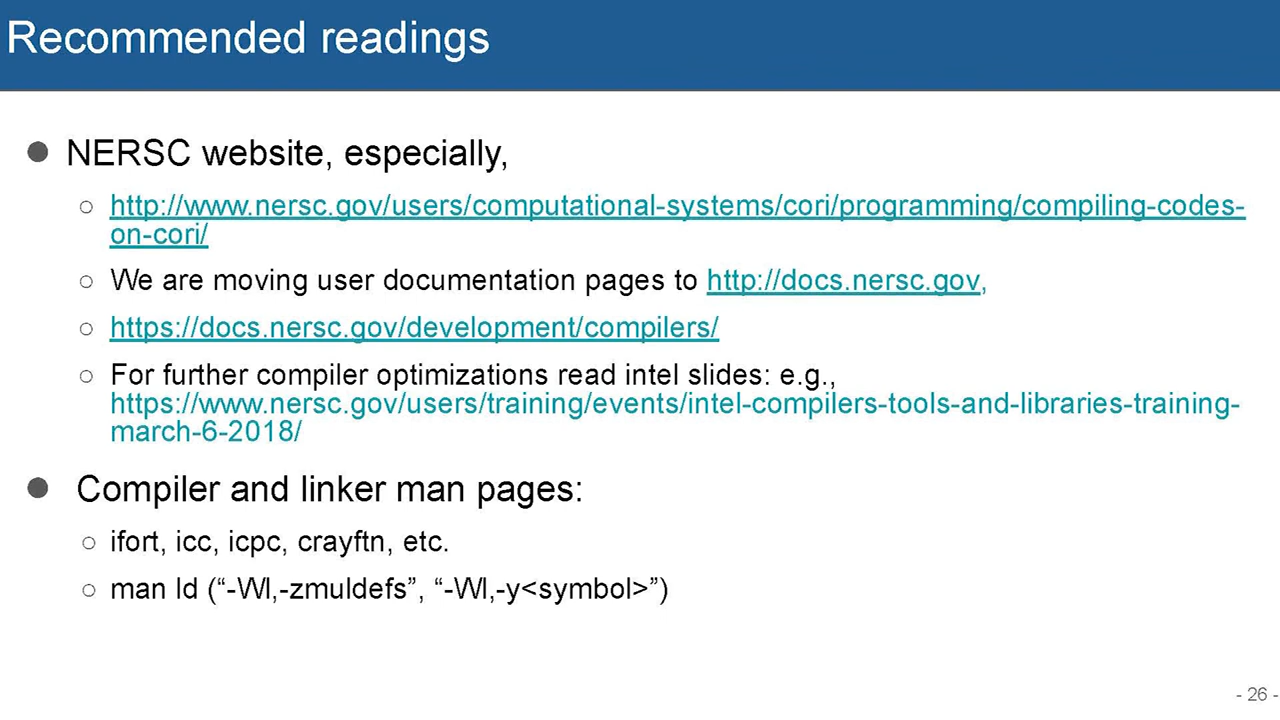 Recommended readings
● NERSC website, especially,
○ http://www.nersc.gov/users/computational-systems/cori/programming/compiling-codes-
on-cori/
○ We are moving user documentation pages to http://docs.nersc.gov,
○ https://docs.nersc.gov/development/compilers/
○ For further compiler optimizations read intel slides: e.g.,
https://www.nersc.gov/users/training/events/intel-compilers-tools-and-libraries-training-
march-6-2018/
● Compiler and linker man pages:
○ ifort, icc, icpc, crayftn, etc.
○ man ld (“-Wl,-zmuldefs”, “-Wl,-y<symbol>”)
- 26 -